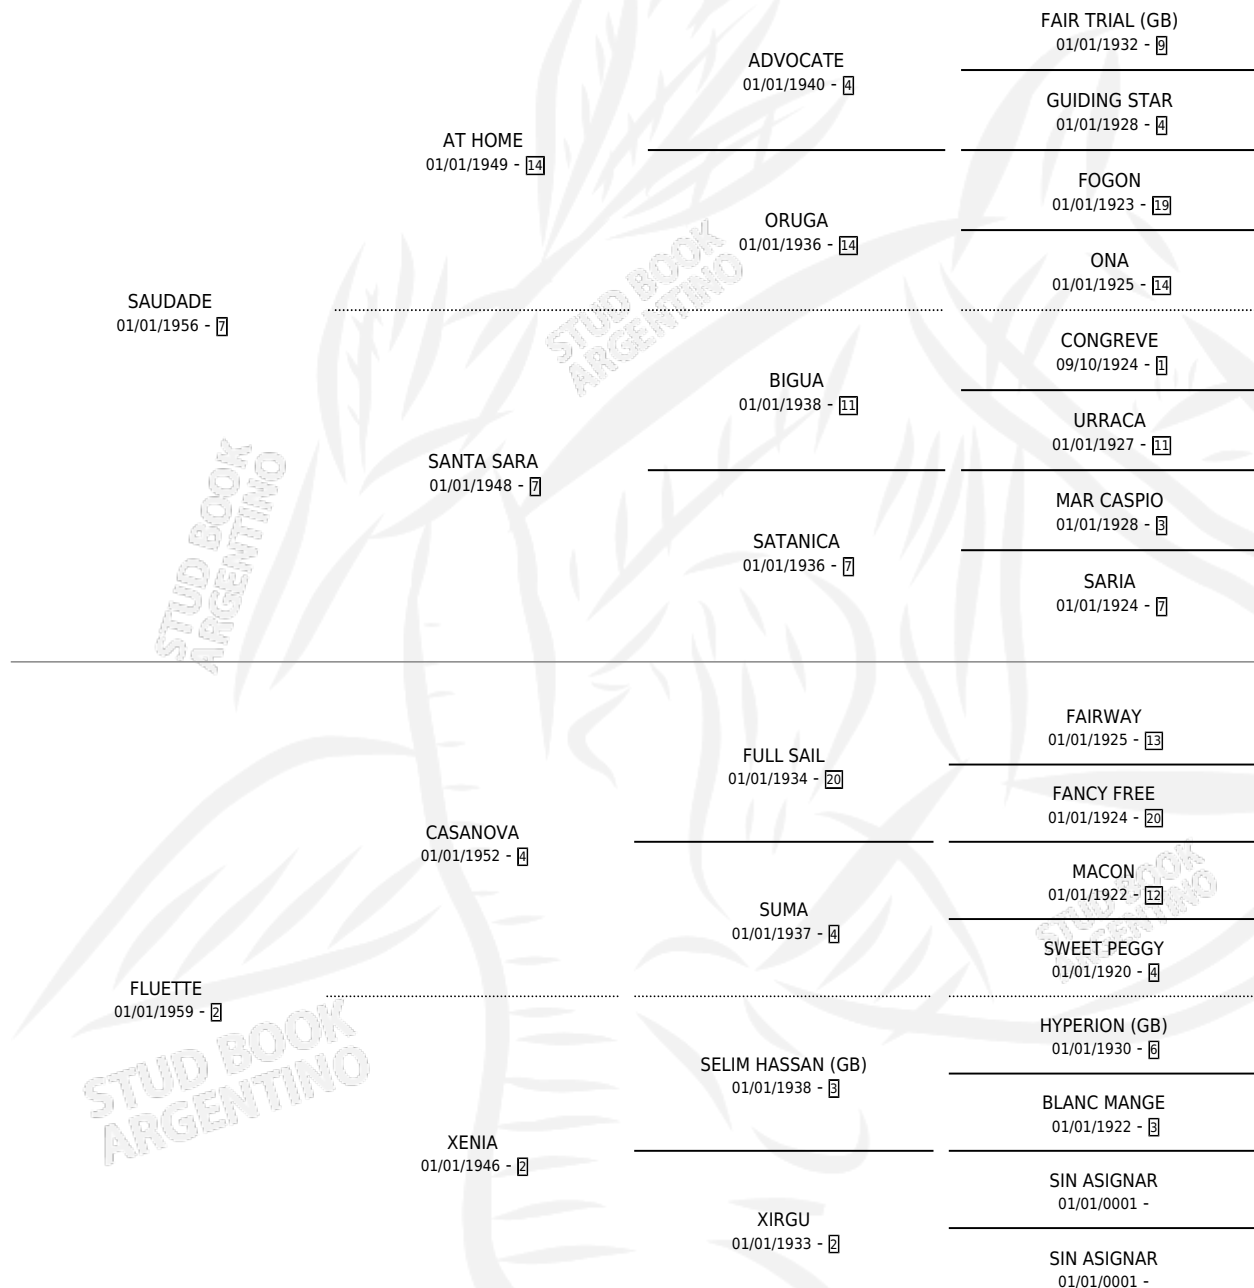 FAIR TRIAL (GB)
01/01/1932 - 9
ADVOCATE
01/01/1940 - 4
GUIDING STAR
01/01/1928 - 4
AT HOME
01/01/1949 - 14
FOGON
01/01/1923 - 19
ORUGA
01/01/1936 - 14
ONA
01/01/1925 - 14
SAUDADE
01/01/1956 - 7
CONGREVE
09/10/1924 - 1
BIGUA
01/01/1938 - 11
URRACA
01/01/1927 - 11
SANTA SARA
01/01/1948 - 7
MAR CASPIO
01/01/1928 - 3
SATANICA
01/01/1936 - 7
SARIA
01/01/1924 - 7
FAIRWAY
01/01/1925 - 13
FULL SAIL
01/01/1934 - 20
FANCY FREE
01/01/1924 - 20
CASANOVA
01/01/1952 - 4
MACON
01/01/1922 - 12
SUMA
01/01/1937 - 4
SWEET PEGGY
01/01/1920 - 4
FLUETTE
01/01/1959 - 2
HYPERION (GB)
01/01/1930 - 6
SELIM HASSAN (GB)
01/01/1938 - 3
BLANC MANGE
01/01/1922 - 3
XENIA
01/01/1946 - 2
SIN ASIGNAR
01/01/0001 -
XIRGU
01/01/1933 - 2
SIN ASIGNAR
01/01/0001 -
STUD BOOK
ARGENTINO
STUD BOOK
ARGENTINO
STUD BOOK
ARGENTINO
STUD BOOK
ARGENTINO